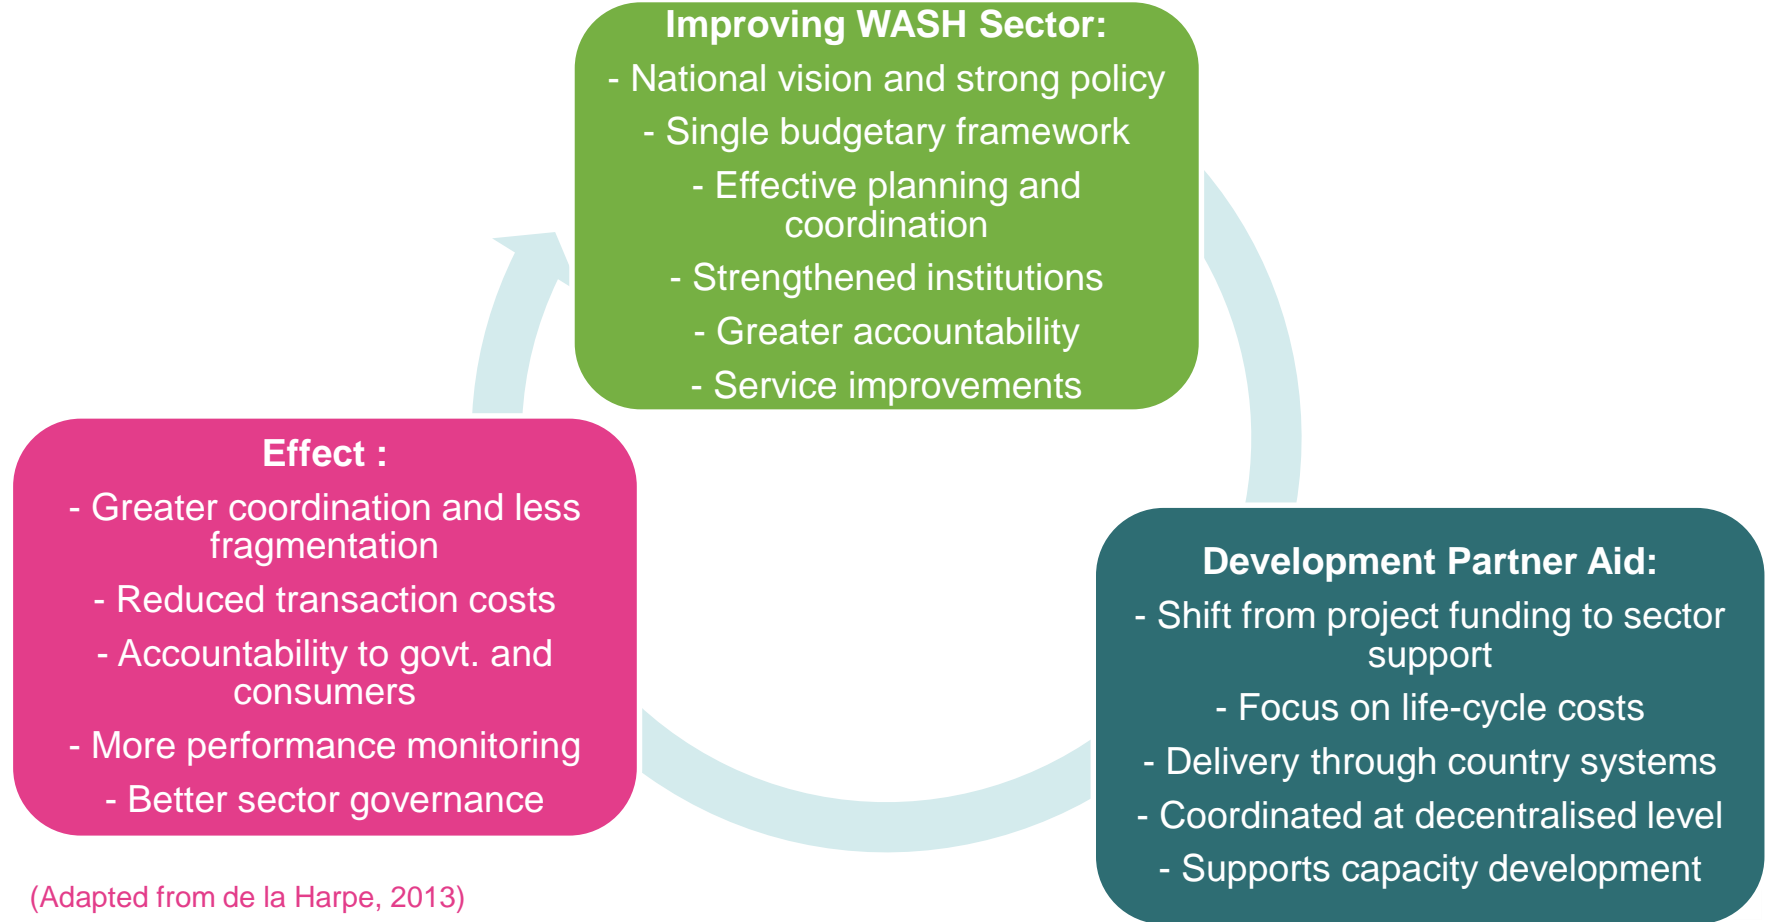 Improving WASH Sector:
- National vision and strong policy
- Single budgetary framework
- Effective planning and
coordination
- Strengthened institutions
- Greater accountability
- Service improvements
Effect :
- Greater coordination and less
fragmentation
- Reduced transaction costs
- Accountability to govt. and
consumers
- More performance monitoring
- Better sector governance
Development Partner Aid:
- Shift from project funding to sector
support
- Focus on life-cycle costs
- Delivery through country systems
- Coordinated at decentralised level
- Supports capacity development
(Adapted from de la Harpe, 2013)